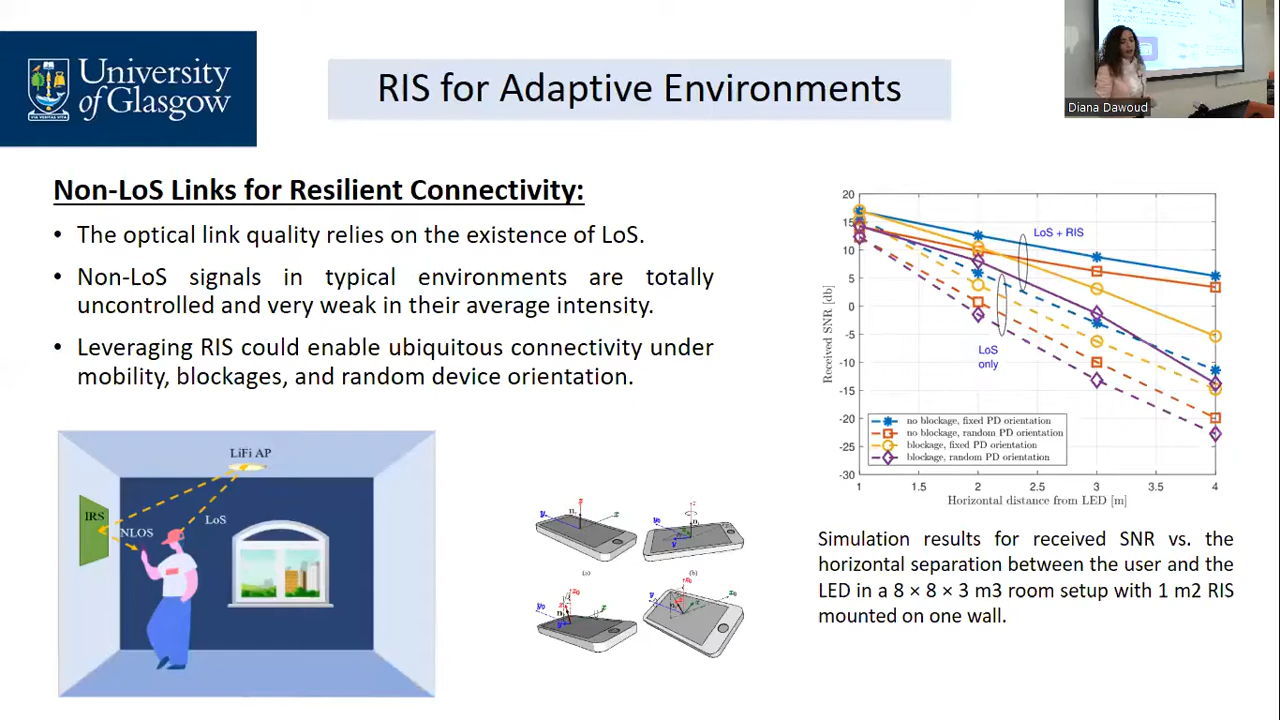 University
of Glasgow
RIS for Adaptive Environments
Diana Dawoud
Non-LoS Links for Resilient Connectivity:
• The optical link quality relies on the existence of LoS.
• Non-LoS signals in typical environments are totally
uncontrolled and very weak in their average intensity.
• Leveraging RIS could enable ubiquitous connectivity under
mobility, blockages, and random device orientation.
LiFi AP
IRS
NLOS
LoS
(a)
(b)
20
15
10
5
0
-5
-10
-15
-20
-25
-30
Received SNR [db]
LoS + RIS
LoS
only
no blockage, fixed PD orientation
no blockage, random PD orientation
blockage, fixed PD orientation
blockage, random PD orientation
1 1.5 2 2.5 3 3.5 4
Horizontal distance from LED [m]
Simulation results for received SNR vs. the
horizontal separation between the user and the
LED in a 8 × 8 × 3 m3 room setup with 1 m2 RIS
mounted on one wall.